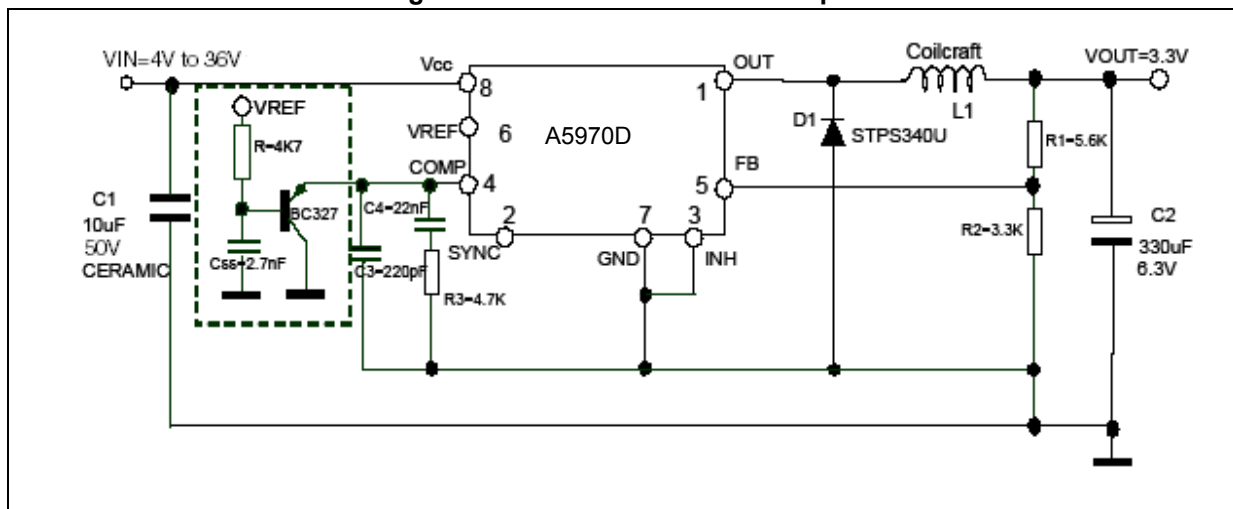 VIN=4V to 36V
Vcc
8
OUT
1
Coilcraft
L1
VOUT=3.3V
VREF
R=4K7
VREF
6
A5970D
D1
STPS340U
R1=5.6K
COMP
4
FB
5
C1
10uF
50V
CERAMIC
BC327
C4=22nF
2
7
3
R2=3.3K
C2
330uF
6.3V
Css=2.7nF
C3=220pF
SYNC
GND
INH
R3=4.7K